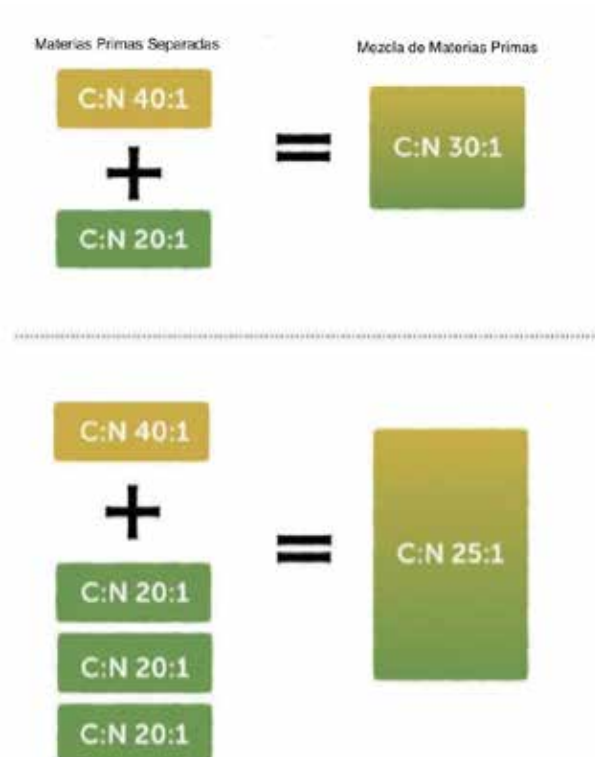 Materias Primas Separadas
Mezcla de Materias Primas
C:N 40:1
+
=
C:N 30:1
C:N 20:1
C:N 40:1
+
=
C:N 25:1
C:N 20:1
C:N 20:1
C:N 20:1